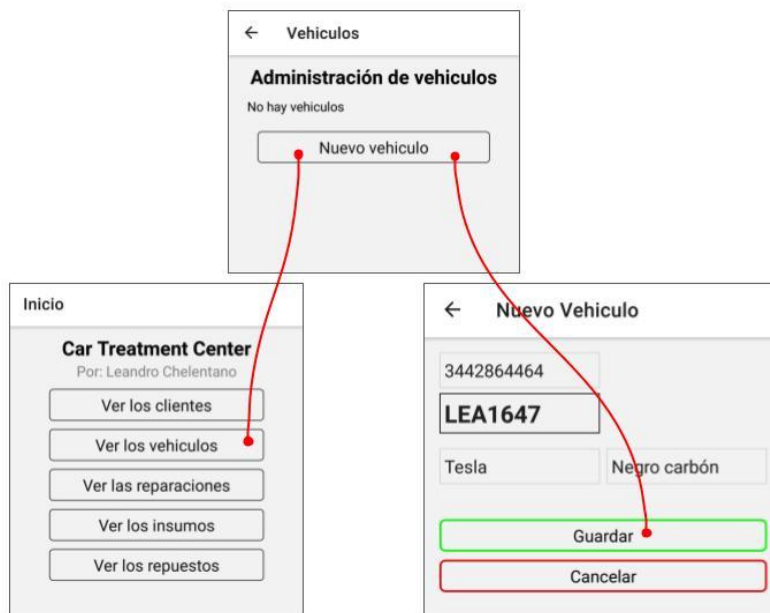 ← Vehiculos
Administración de vehiculos
No hay vehiculos
Nuevo vehiculo
Inicio
Car Treatment Center
Por: Leandro Chelentano
Ver los clientes
Ver los vehiculos
Ver las reparaciones
Ver los insumos
Ver los repuestos
← Nuevo Vehiculo
3442864464
LEA1647
Tesla Negro carbón
Guardar
Cancelar